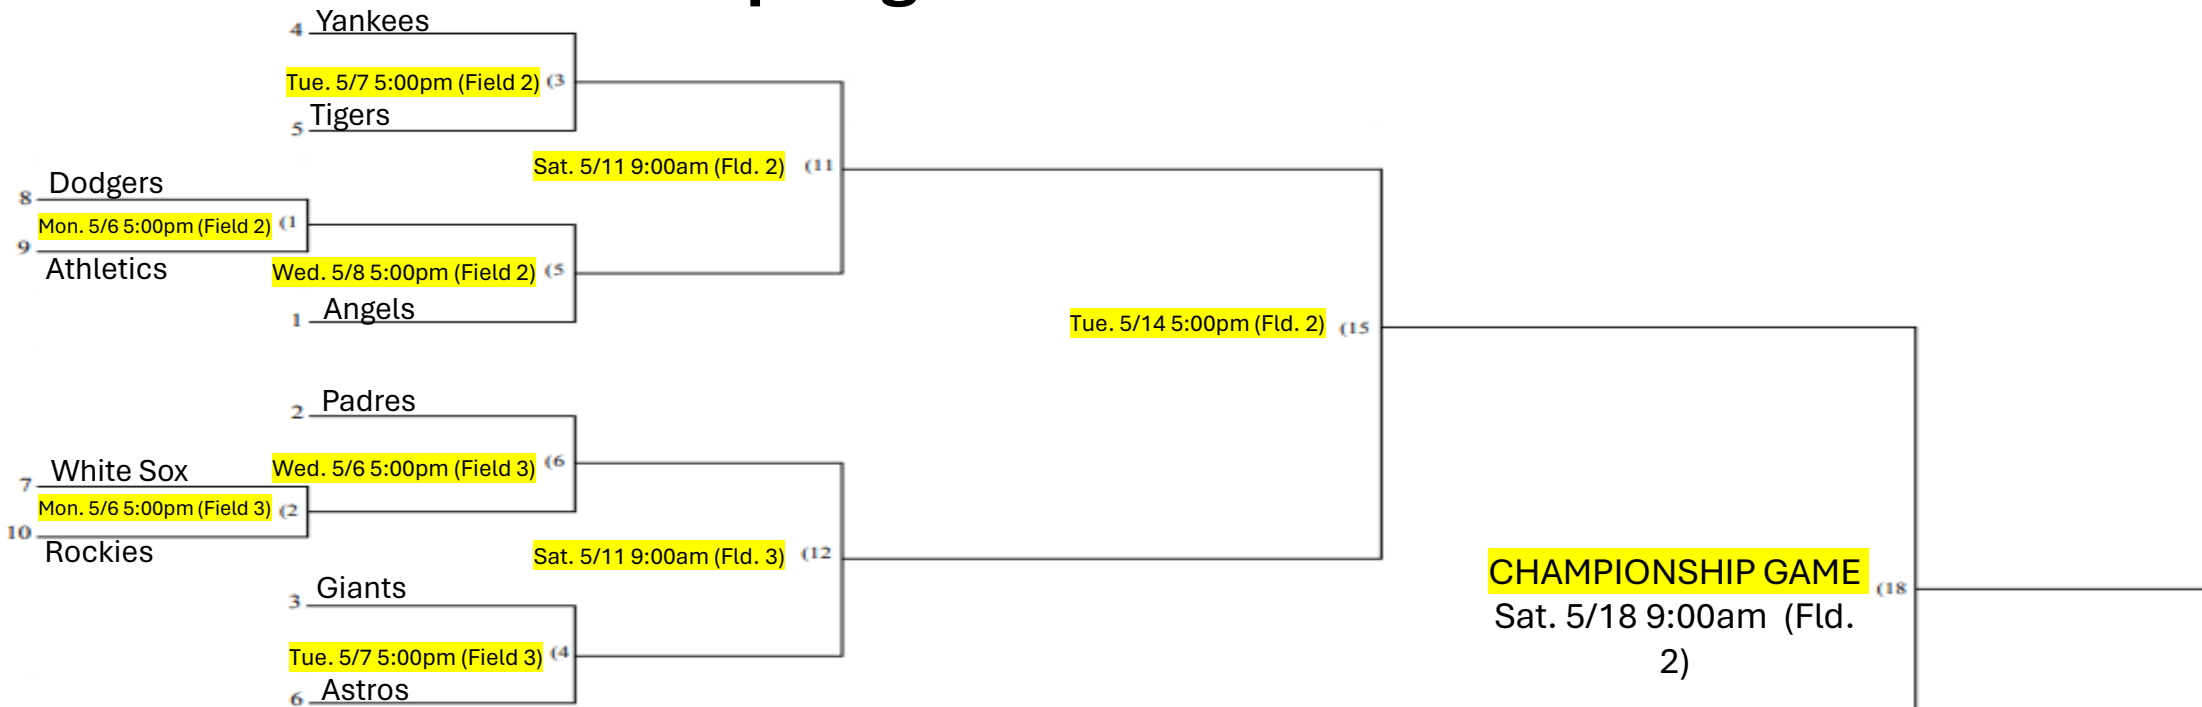 4 Yankees
Tue. 5/7 5:00pm (Field 2) (3
5 Tigers
Sat. 5/11 9:00am (Fld. 2) (11
8 Dodgers
Mon. 5/6 5:00pm (Field 2) (1
9
Athletics
Wed. 5/8 5:00pm (Field 2) (5
1 Angels
Tue. 5/14 5:00pm (Fld. 2) (15
2 Padres
Wed. 5/6 5:00pm (Field 3) (6
7 White Sox
Mon. 5/6 5:00pm (Field 3) (2
10
Rockies
Sat. 5/11 9:00am (Fld. 3) (12
3 Giants
Tue. 5/7 5:00pm (Field 3) (4
6 Astros
CHAMPIONSHIP GAME (18
Sat. 5/18 9:00am (Fld.
2)